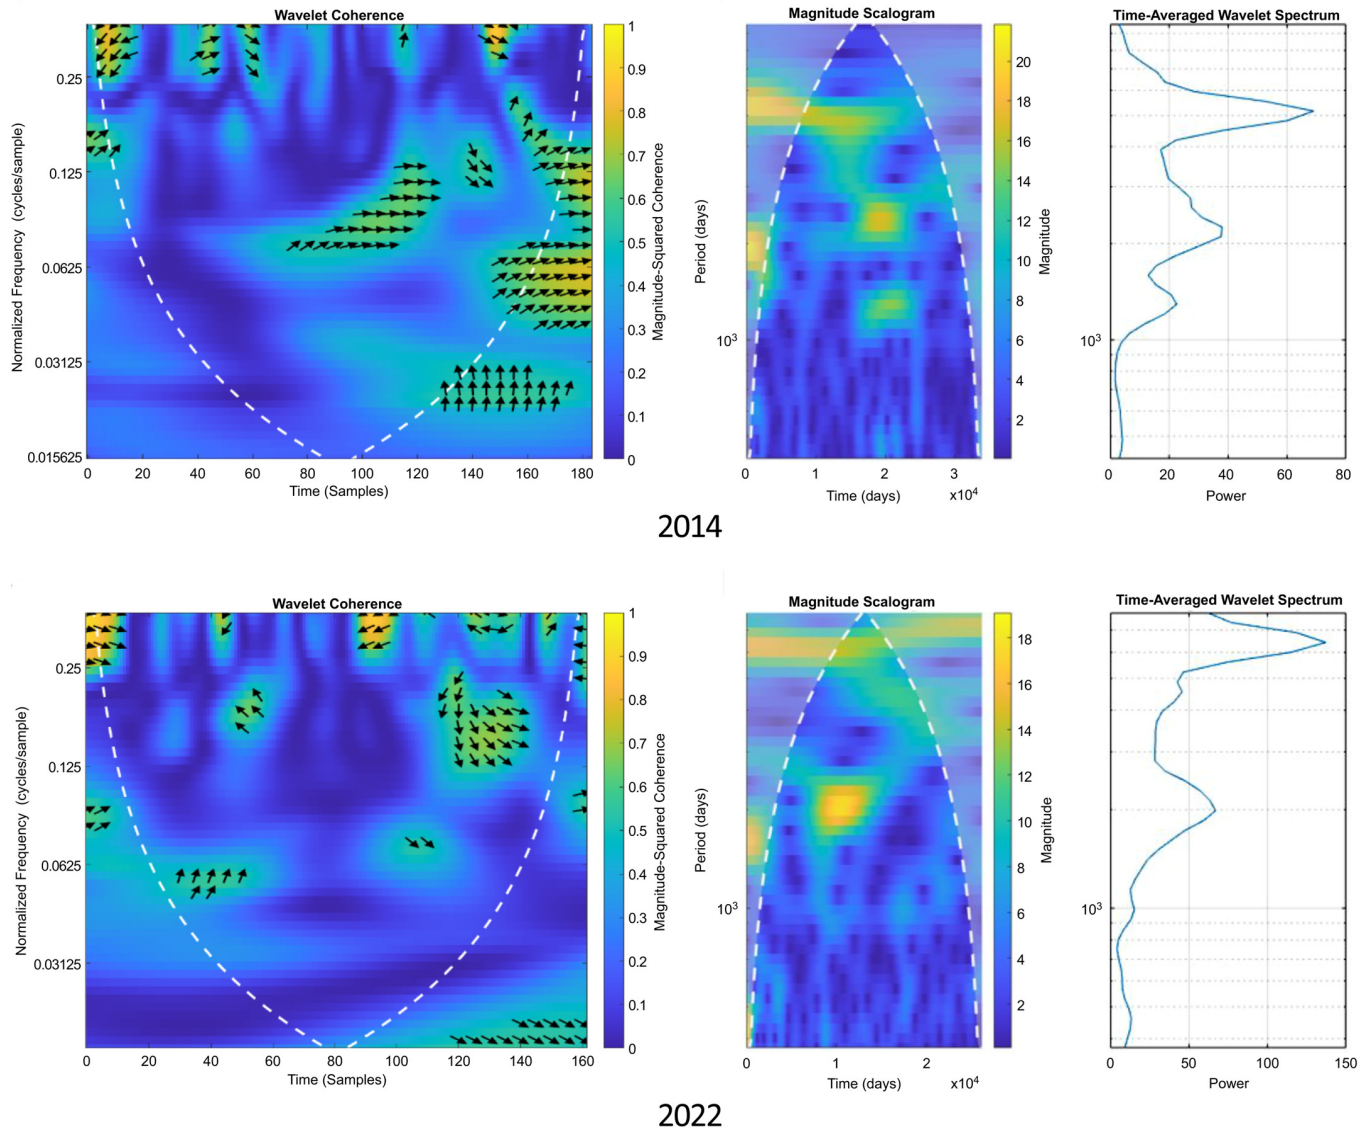 Wavelet Coherence
Normalized Frequency (cycles/sample)
0.25
0.125
0.0625
0.03125
0.015625
0 20 40 60 80 100 120 140 160 180
Time (Samples)
1
0.9
0.8
0.7
0.6
0.5
0.4
0.3
0.2
0.1
0
Magnitude-Squared Coherence
Magnitude Scalogram
Period (days)
10³
0 1 2 3
Time (days) x10⁴
20
18
16
14
12
10
8
6
4
2
Magnitude
Time-Averaged Wavelet Spectrum
10³
0 20 40 60 80
Power
2014
Wavelet Coherence
Normalized Frequency (cycles/sample)
0.25
0.125
0.0625
0.03125
0 20 40 60 80 100 120 140 160
Time (Samples)
1
0.9
0.8
0.7
0.6
0.5
0.4
0.3
0.2
0.1
0
Magnitude-Squared Coherence
Magnitude Scalogram
Period (days)
10³
0 1 2
Time (days) x10⁴
18
16
14
12
10
8
6
4
2
Magnitude
Time-Averaged Wavelet Spectrum
10³
0 50 100 150
Power
2022